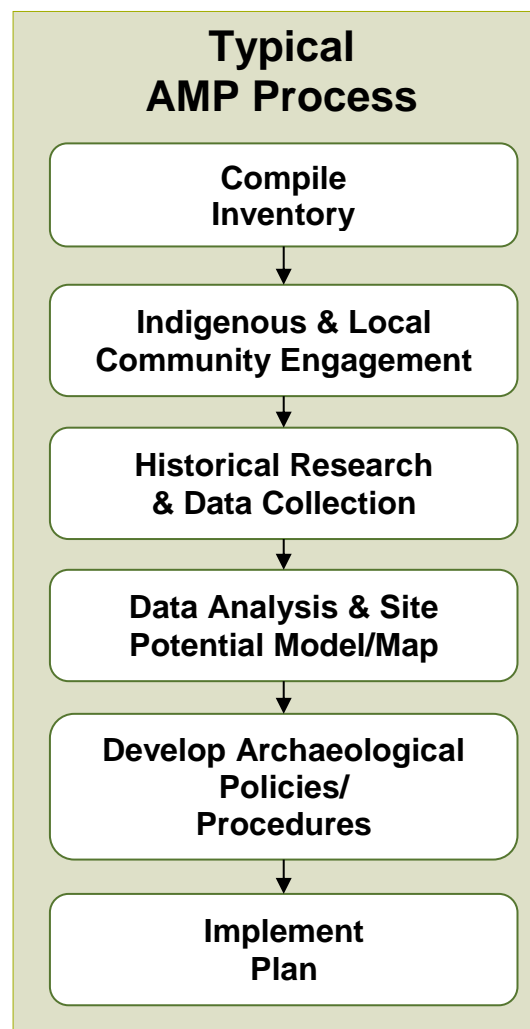 Typical
AMP Process
Compile
Inventory
Indigenous & Local
Community Engagement
Historical Research
& Data Collection
Data Analysis & Site
Potential Model/Map
Develop Archaeological
Policies/
Procedures
Implement
Plan